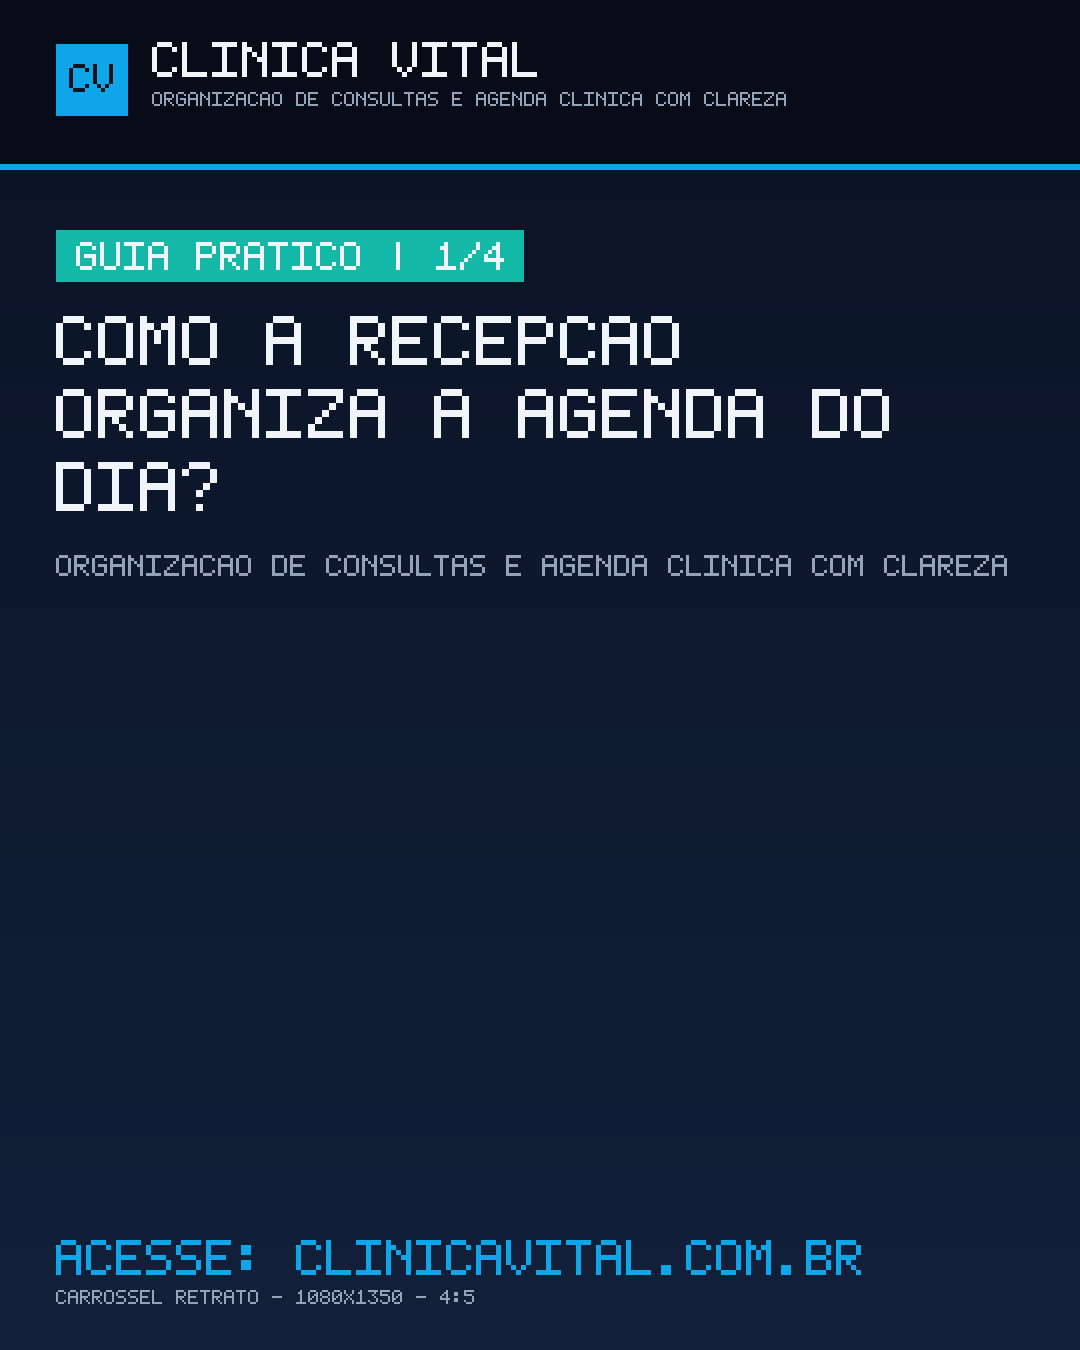 CV
CLINICA VITAL
ORGANIZACAO DE CONSULTAS E AGENDA CLINICA COM CLAREZA
GUIA PRATICO | 1/4
COMO A RECEPCAO
ORGANIZA A AGENDA DO
DIA?
ORGANIZACAO DE CONSULTAS E AGENDA CLINICA COM CLAREZA
ACESSE: CLINICAVITAL.COM.BR
CARROSSEL RETRATO - 1080X1350 - 4:5